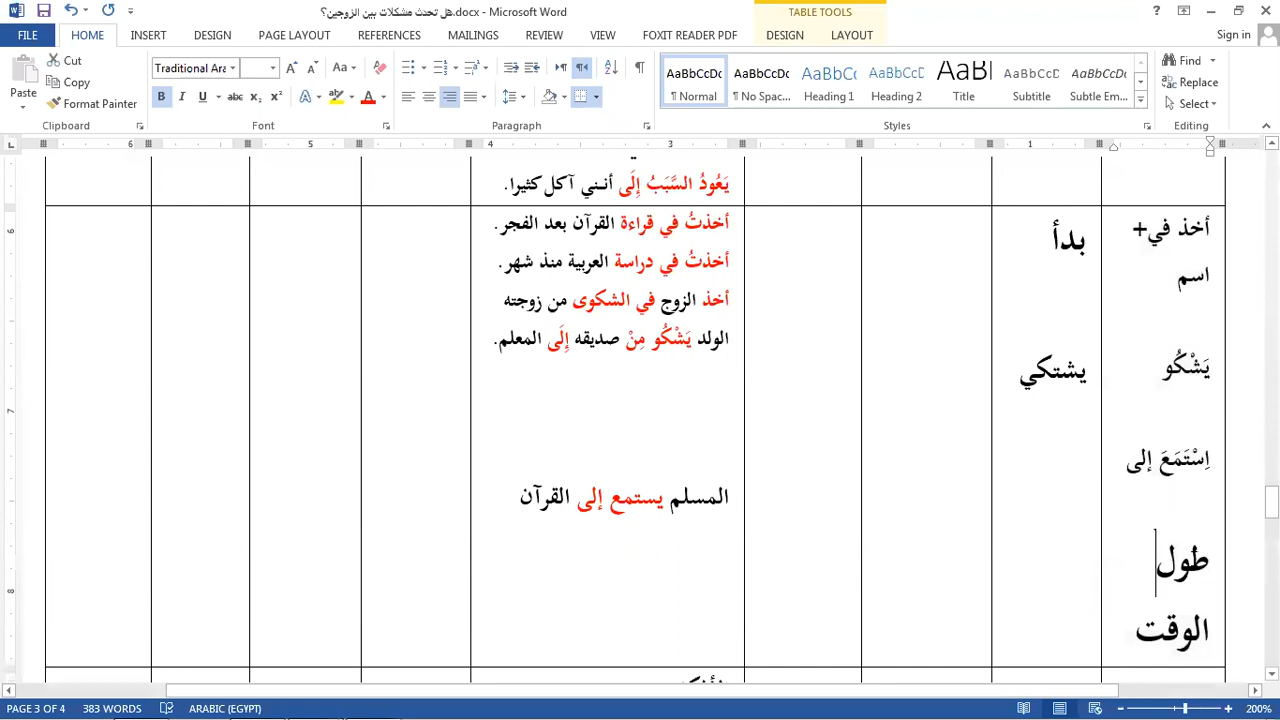 هل تحدث مشكلات بين الزوجين؟.docx - Microsoft Word
TABLE TOOLS
Sign in
FILE
HOME
INSERT
DESIGN
PAGE LAYOUT
REFERENCES
MAILINGS
REVIEW
VIEW
FOXIT READER PDF
DESIGN
LAYOUT
Paste
Cut
Copy
Format Painter
Clipboard
Traditional Ara
Font
Paragraph
AaBbCcDc
¶ Normal
AaBbCcDc
¶ No Spac...
AaBbCc
Heading 1
AaBbCcC
Heading 2
AaBl
Title
AaBbCcC
Subtitle
AaBbCcDc
Subtle Em...
Styles
Find
Replace
Select
Editing
يَعُودُ السَّبَبُ إِلَى أنني آكل كثيرا.
أخذ في+
اسم
بدأ
أخذتُ في قراءة القرآن بعد الفجر.
أخذتُ في دراسة العربية منذ شهر.
أخذ الزوج في الشكوى من زوجته
الولد يَشْكُو مِنْ صديقه إِلَى المعلم.
يَشْكُو
يشتكي
اِسْتَمَعَ إلى
المسلم يستمع إلى القرآن
طول
الوقت
PAGE 3 OF 4
383 WORDS
ARABIC (EGYPT)
200%